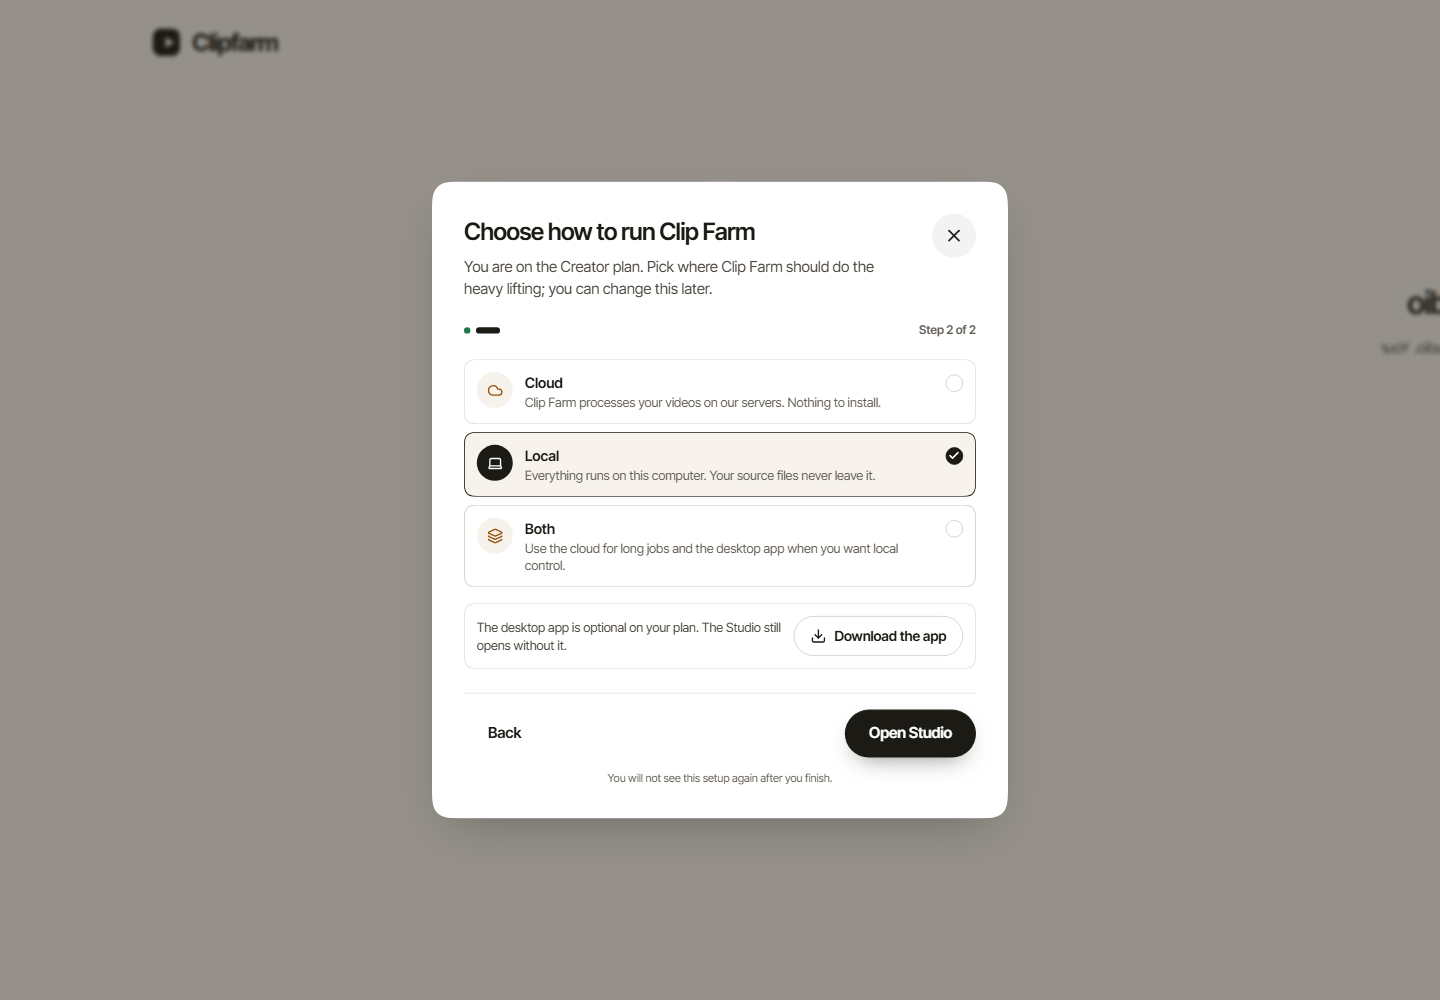 Clipfarm
Choose how to run Clip Farm
You are on the Creator plan. Pick where Clip Farm should do the
heavy lifting; you can change this later.
Step 2 of 2
Cloud
Clip Farm processes your videos on our servers. Nothing to install.
Local
Everything runs on this computer. Your source files never leave it.
Both
Use the cloud for long jobs and the desktop app when you want local
control.
The desktop app is optional on your plan. The Studio still
opens without it.
Download the app
Back
Open Studio
You will not see this setup again after you finish.